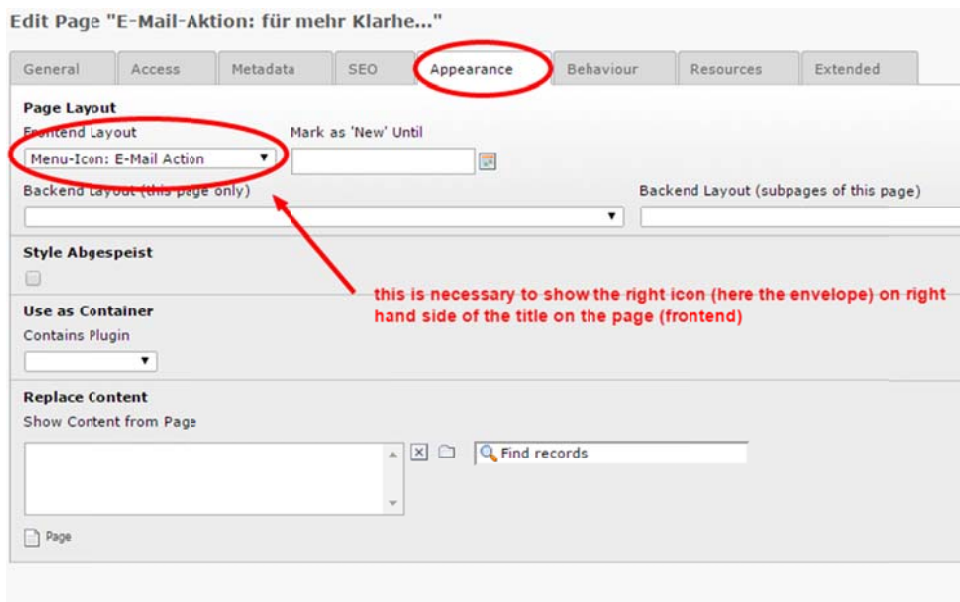 Edit Page "E-Mail-Aktion: für mehr Klarhe..."
General Access Metadata SEO Appearance Behaviour Resources Extended
Page Layout
Frontend Layout Mark as 'New' Until
Menu-Icon: E-Mail Action
Backend Layout (this page only) Backend Layout (subpages of this page)
Style Abgespeist
this is necessary to show the right icon (here the envelope) on right
hand side of the title on the page (frontend)
Use as Container
Contains Plugin
Replace Content
Show Content from Page
Find records
Page